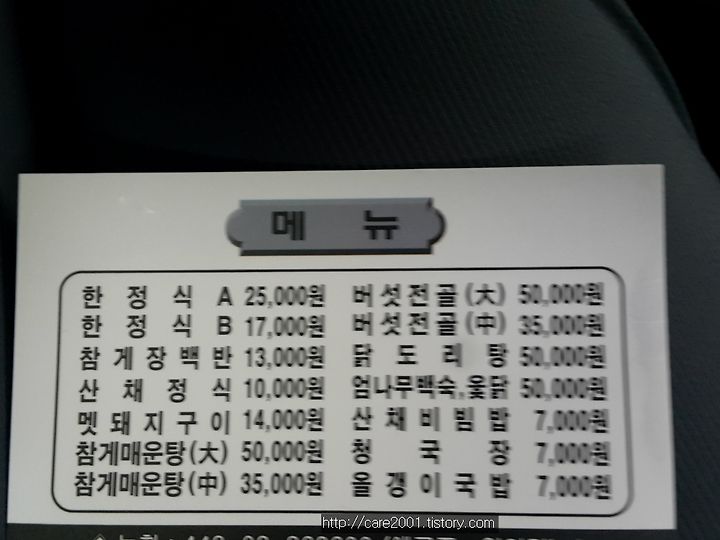 메 뉴
한 정 식 A 25,000원
한 정 식 B 17,000원
참 게 장 백 반 13,000원
산 채 정 식 10,000원
멧 돼 지 구 이 14,000원
참게매운탕(大) 50,000원
참게매운탕(中) 35,000원
버섯전골(大) 50,000원
버섯전골(中) 35,000원
닭 도 리 탕 50,000원
엄나무백숙,옻닭 50,000원
산 채 비 빔 밥 7,000원
청 국 장 7,000원
올 갱 이 국 밥 7,000원
http://care2001.tistory.com